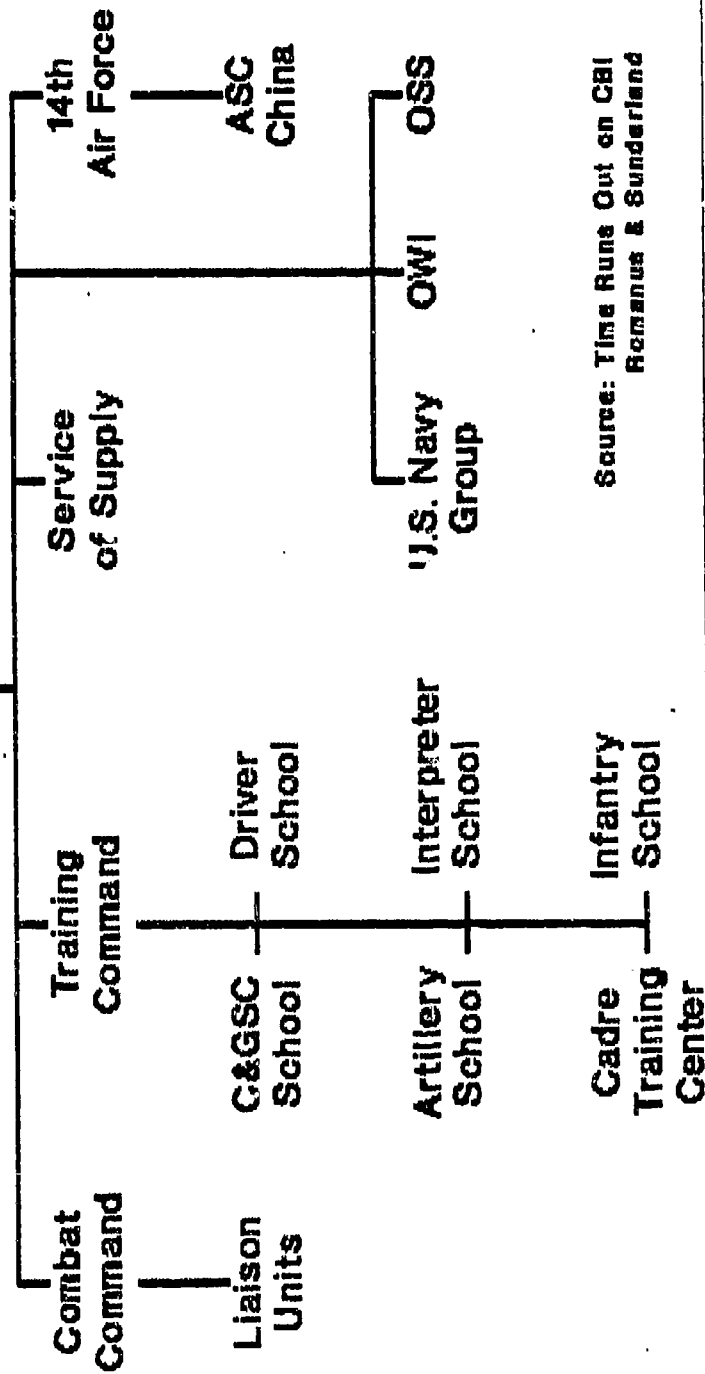 Combat
Command
Training
Command
Service
of Supply
14th
Air Force
Liaison
Units
C&GSC
School
Driver
School
ASC
China
Artillery
School
Interpreter
School
U.S. Navy
Group
OWI
OSS
Cadre
Training
Center
Infantry
School
Source: Time Runs Out on CBI
Romanus & Sunderland